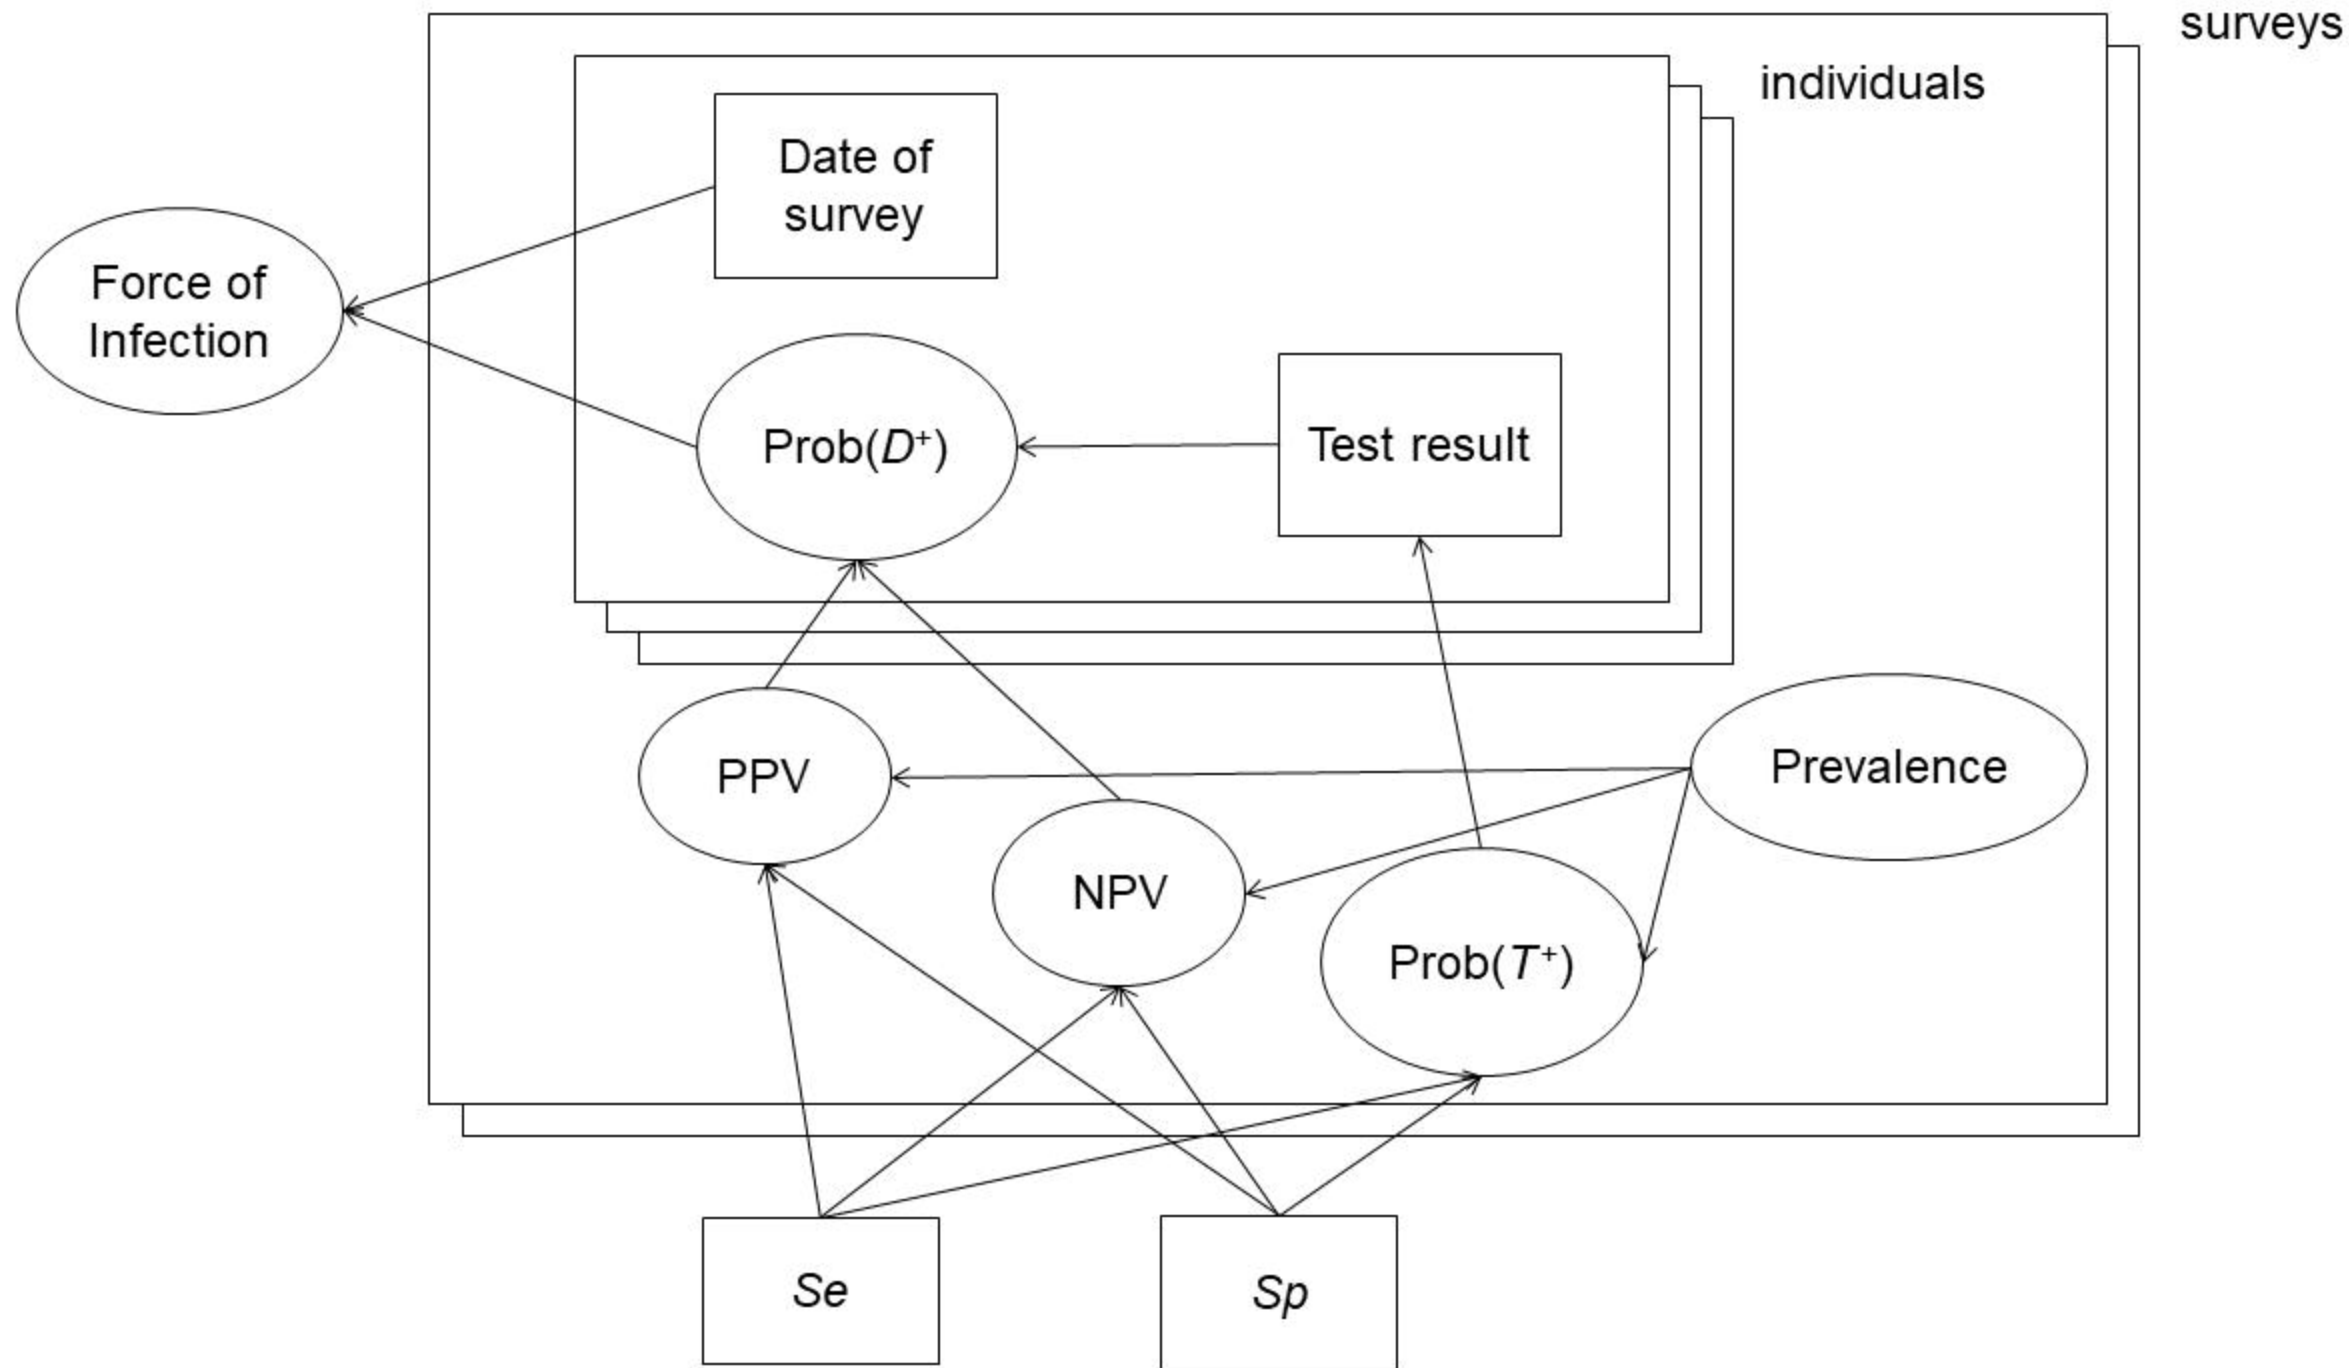 surveys
individuals
Date of
survey
Force of
Infection
Prob(D⁺)
Test result
PPV
Prevalence
NPV
Prob(T⁺)
Se
Sp